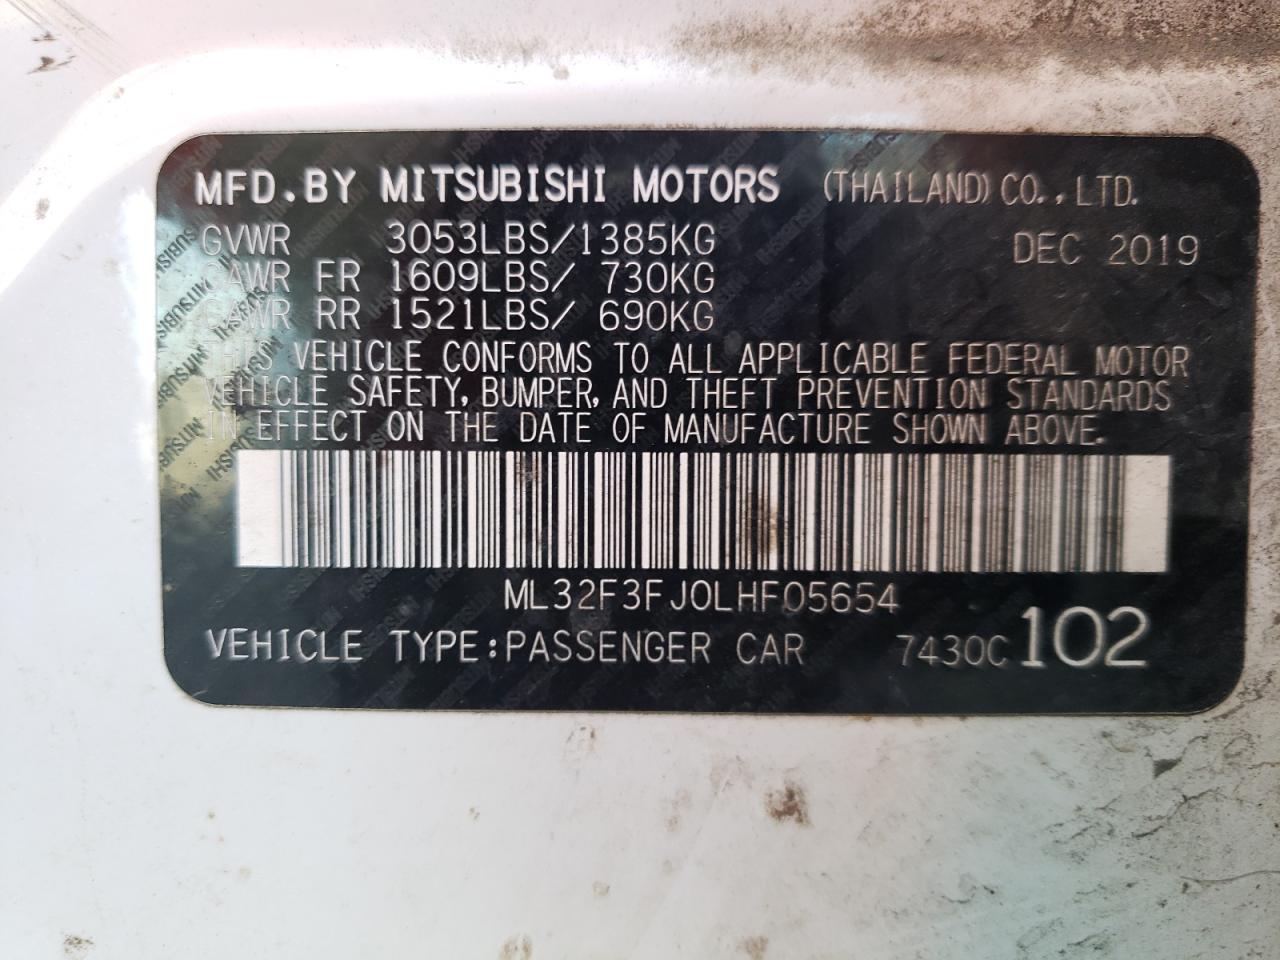 MFD.BY MITSUBISHI MOTORS (THAILAND) CO., LTD.
GVWR 3053LBS/1385KG DEC 2019
GAWR FR 1609LBS/ 730KG
GAWR RR 1521LBS/ 690KG
THIS VEHICLE CONFORMS TO ALL APPLICABLE FEDERAL MOTOR
VEHICLE SAFETY, BUMPER, AND THEFT PREVENTION STANDARDS
IN EFFECT ON THE DATE OF MANUFACTURE SHOWN ABOVE.
ML32F3FJ0LHF05654
VEHICLE TYPE:PASSENGER CAR 7430C 102